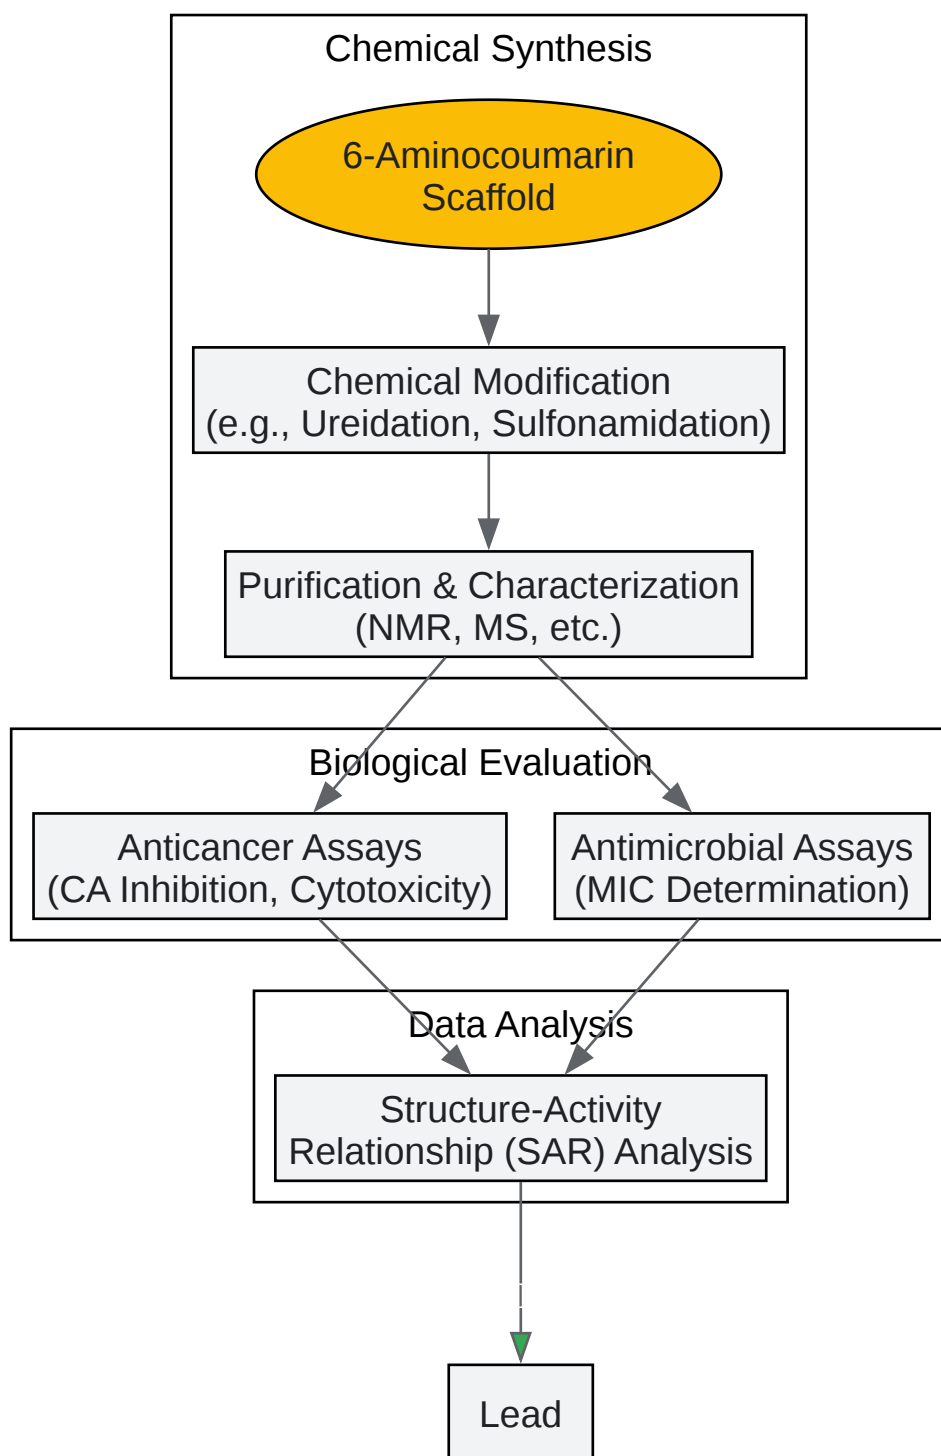 Chemical Synthesis
6-Aminocoumarin
Scaffold
Chemical Modification
(e.g., Ureidation, Sulfonamidation)
Purification & Characterization
(NMR, MS, etc.)
Biological Evaluation
Anticancer Assays
(CA Inhibition, Cytotoxicity)
Antimicrobial Assays
(MIC Determination)
Data Analysis
Structure-Activity
Relationship (SAR) Analysis
Lead